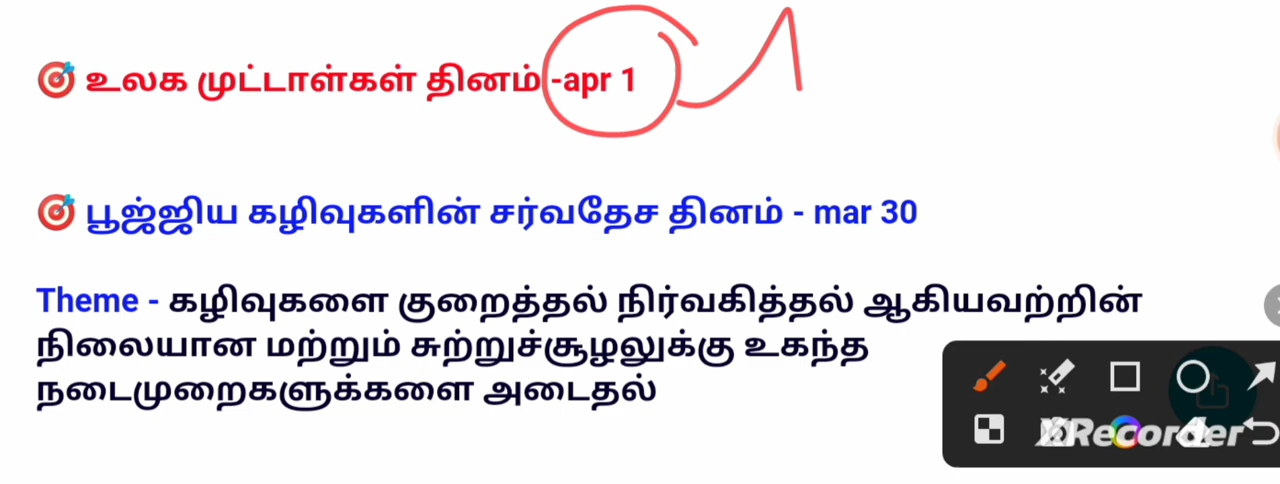 உலக முட்டாள்கள் தினம் -apr 1
பூஜ்ஜிய கழிவுகளின் சர்வதேச தினம் - mar 30
Theme - கழிவுகளை குறைத்தல் நிர்வகித்தல் ஆகியவற்றின்
நிலையான மற்றும் சுற்றுச்சூழலுக்கு உகந்த
நடைமுறைகளுக்களை அடைதல்
XRecorder